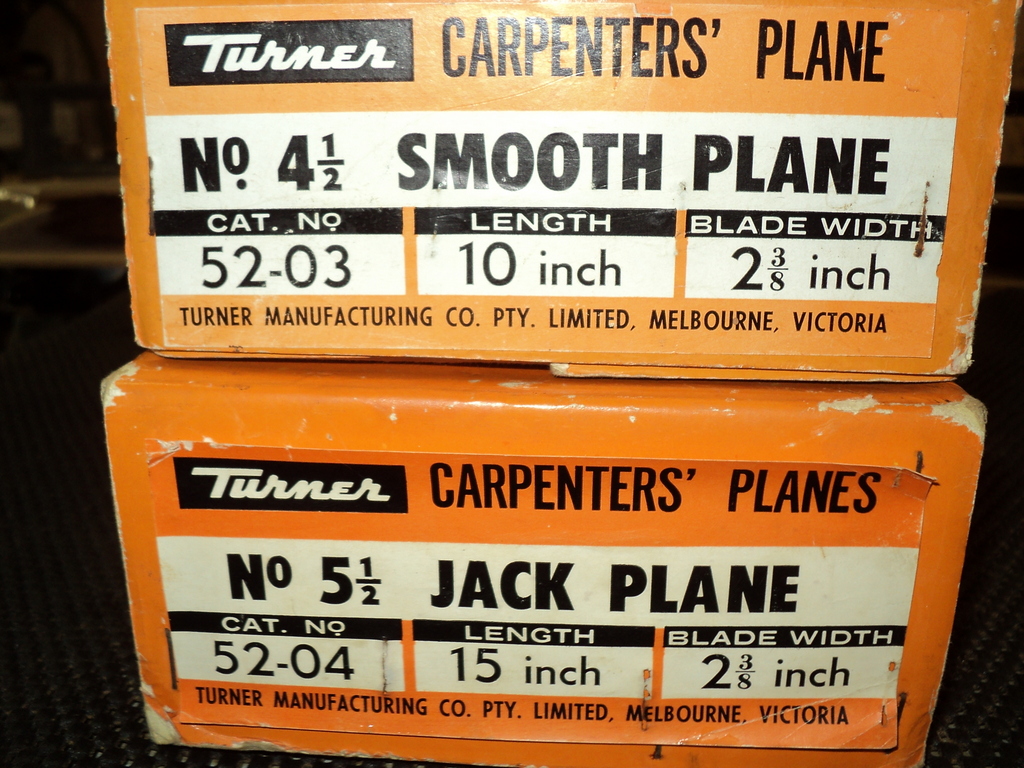 Turner CARPENTERS' PLANE
No. 4½ SMOOTH PLANE
CAT. No LENGTH BLADE WIDTH
52-03 10 inch 2⅜ inch
TURNER MANUFACTURING CO. PTY. LIMITED, MELBOURNE, VICTORIA
Turner CARPENTERS' PLANES
No 5½ JACK PLANE
CAT. No LENGTH BLADE WIDTH
52-04 15 inch 2⅜ inch
TURNER MANUFACTURING CO. PTY. LIMITED, MELBOURNE, VICTORIA